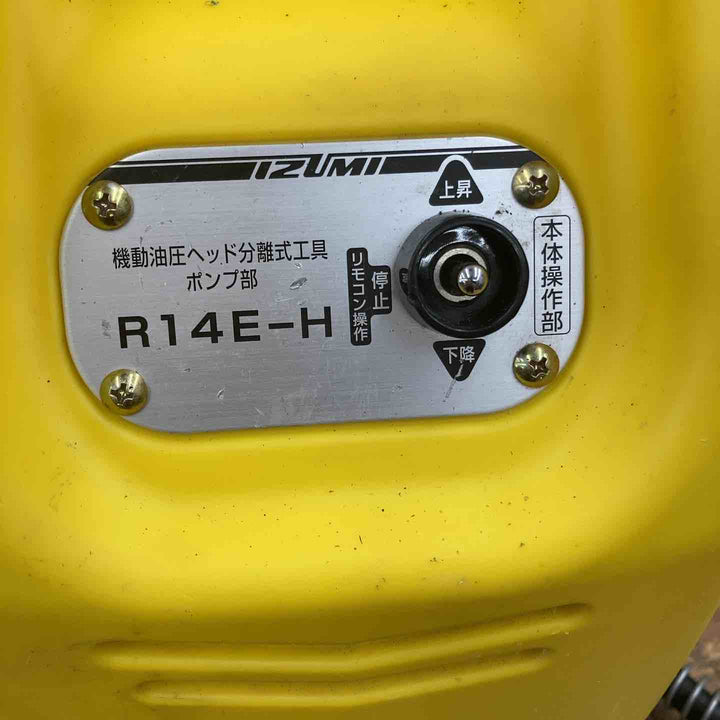 IZUMI
機動油圧ヘッド分離式工具
ポンプ部
R14E-H
上昇
停止
リモコン操作
下降
本体操作部